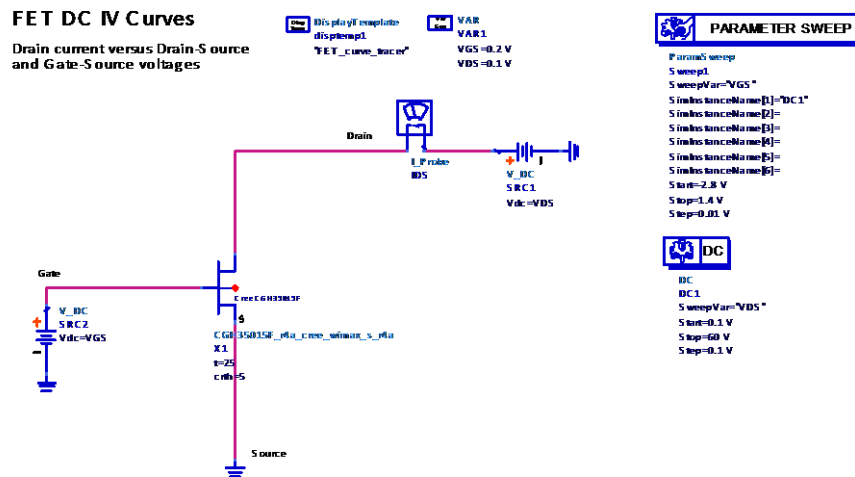 FET DC IV Curves
Drain current versus Drain-Source
and Gate-Source voltages
DisplayTemplate
disptemp1
"FET_curve_tracer"
VAR
VAR1
VGS=0.2 V
VDS=0.1 V
PARAMETER SWEEP
ParamSweep
Sweep1
SweepVar="VGS"
SimInstanceName[1]="DC1"
SimInstanceName[2]=
SimInstanceName[3]=
SimInstanceName[4]=
SimInstanceName[5]=
SimInstanceName[6]=
Start=-2.8 V
Stop=1.4 V
Step=0.01 V
DC
DC
DC1
SweepVar="VDS"
Start=0.1 V
Stop=60 V
Step=0.1 V
Drain
I_Probe
IDS
V_DC
SRC1
Vdc=VDS
Gate
V_DC
SRC2
Vdc=VGS
S
X1
t=25
crth=5
Source